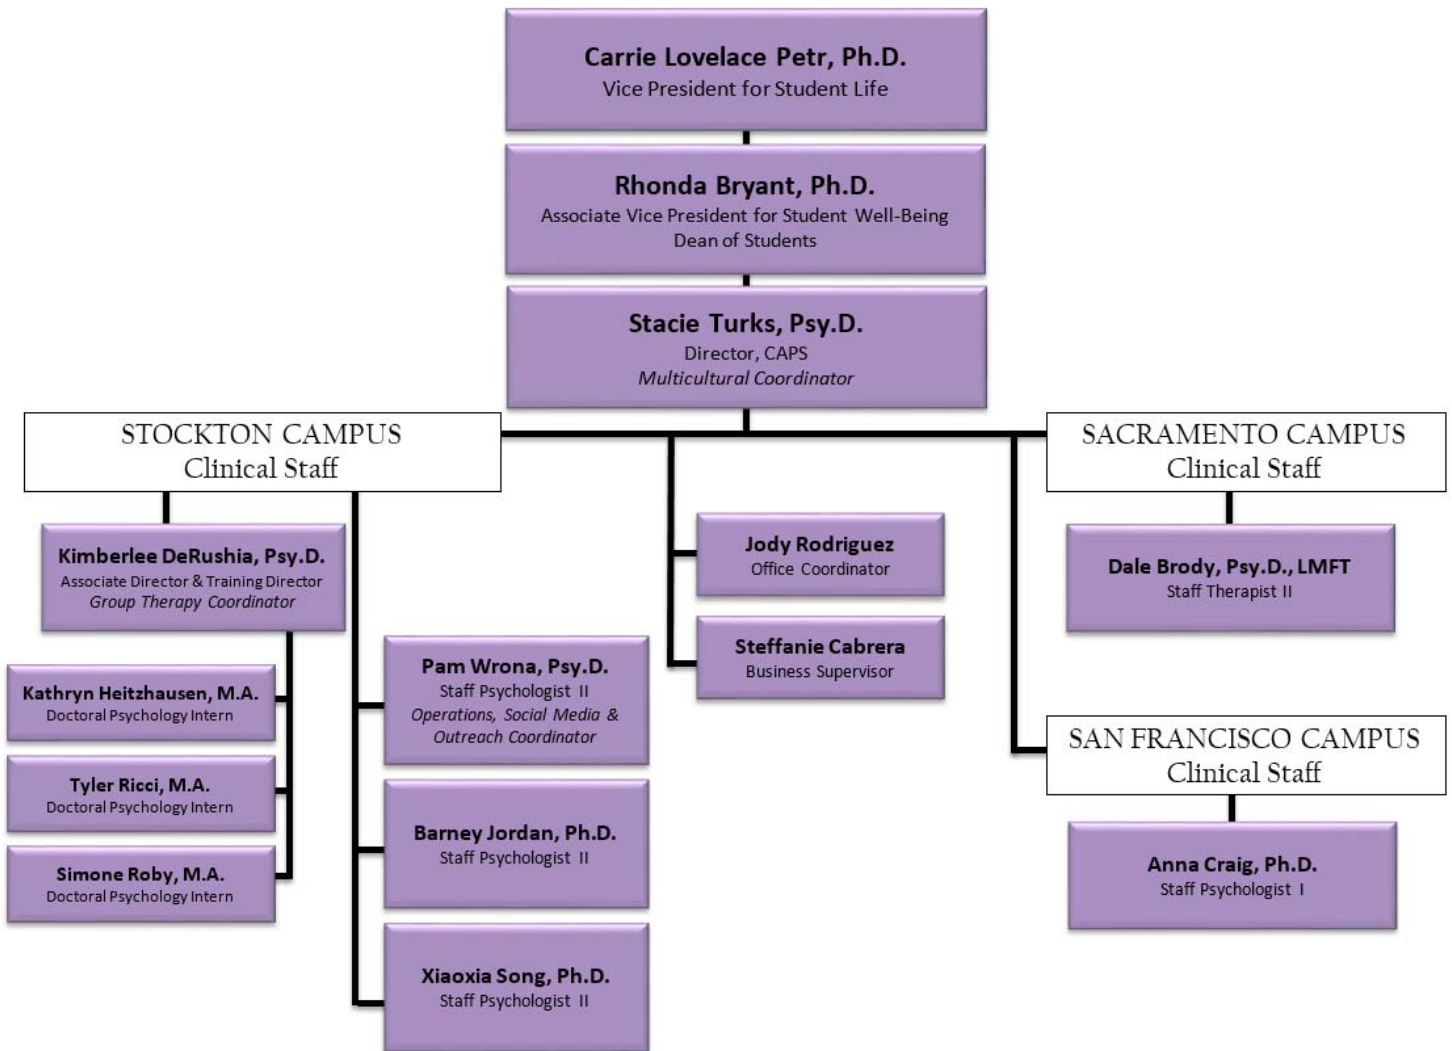 Carrie Lovelace Petr, Ph.D.
Vice President for Student Life
Rhonda Bryant, Ph.D.
Associate Vice President for Student Well-Being
Dean of Students
Stacie Turks, Psy.D.
Director, CAPS
Multicultural Coordinator
STOCKTON CAMPUS
Clinical Staff
Kimberlee DeRushia, Psy.D.
Associate Director & Training Director
Group Therapy Coordinator
Kathryn Heitzhausen, M.A.
Doctoral Psychology Intern
Tyler Ricci, M.A.
Doctoral Psychology Intern
Simone Roby, M.A.
Doctoral Psychology Intern
Pam Wrona, Psy.D.
Staff Psychologist II
Operations, Social Media &
Outreach Coordinator
Barney Jordan, Ph.D.
Staff Psychologist II
Xiaoxia Song, Ph.D.
Staff Psychologist II
Jody Rodriguez
Office Coordinator
Steffanie Cabrera
Business Supervisor
SACRAMENTO CAMPUS
Clinical Staff
Dale Brody, Psy.D., LMFT
Staff Therapist II
SAN FRANCISCO CAMPUS
Clinical Staff
Anna Craig, Ph.D.
Staff Psychologist I